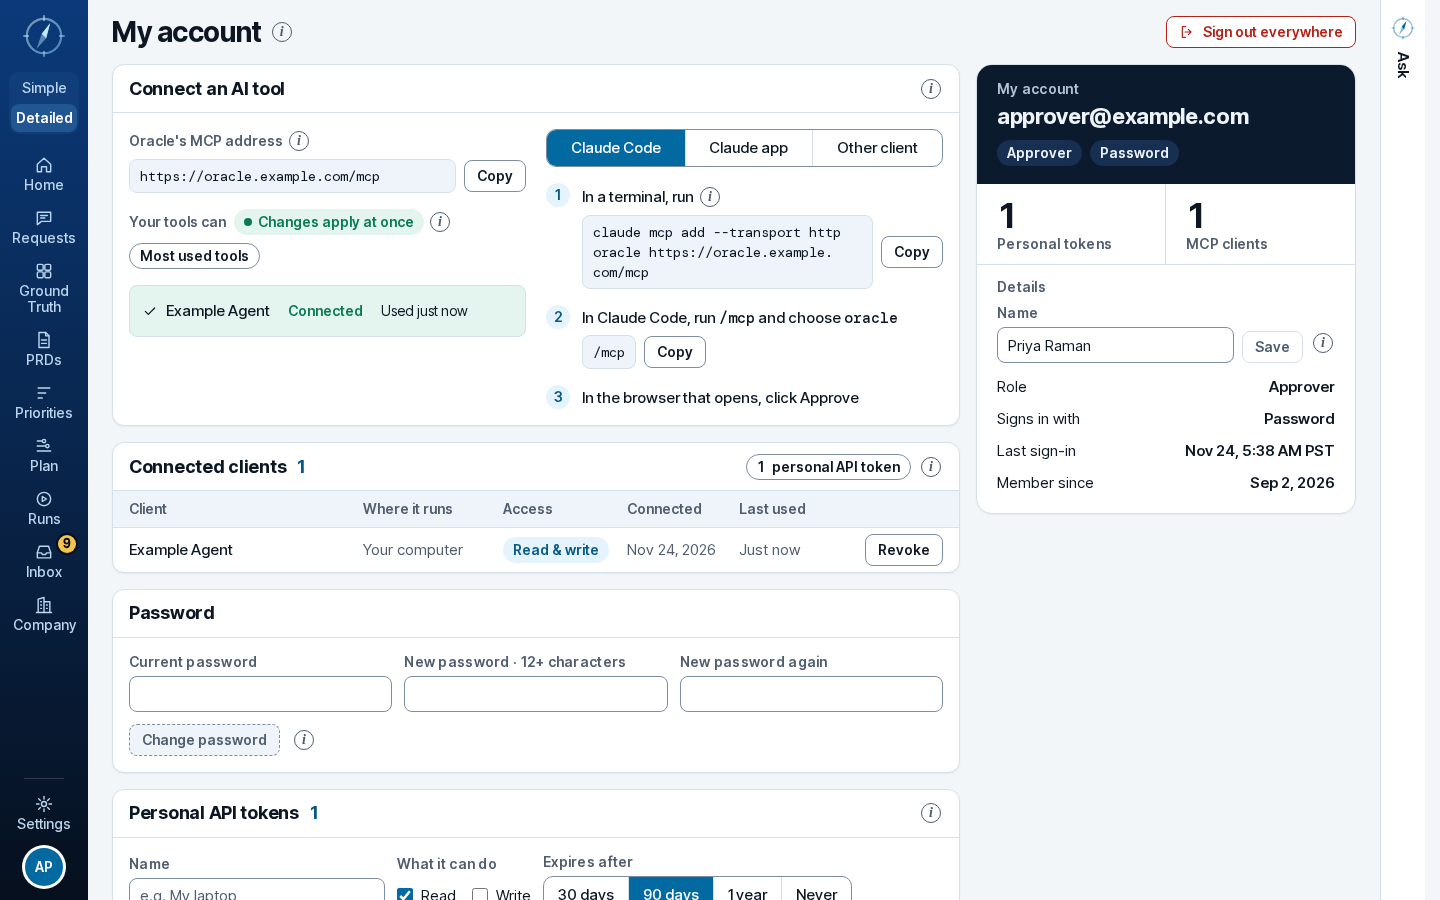 Simple
Detailed
Home
Requests
Ground
Truth
PRDs
Priorities
Plan
Runs
9
Inbox
Company
Settings
AP
My account
i
Sign out everywhere
Connect an AI tool
i
Oracle's MCP address
i
https://oracle.example.com/mcp
Copy
Your tools can
Changes apply at once
i
Most used tools
Example Agent Connected Used just now
Claude Code Claude app Other client
1 In a terminal, run i
claude mcp add --transport http
oracle https://oracle.example.
com/mcp
Copy
2 In Claude Code, run /mcp and choose oracle
/mcp
Copy
3 In the browser that opens, click Approve
Connected clients 1
1 personal API token
i
Client Where it runs Access Connected Last used
Example Agent Your computer Read & write Nov 24, 2026 Just now Revoke
Password
Current password New password · 12+ characters New password again
Change password
i
Personal API tokens 1
i
Name What it can do Expires after
e.g. My laptop Read Write 30 days 90 days 1 year Never
My account
approver@example.com
Approver Password
1 1
Personal tokens MCP clients
Details
Name
Priya Raman
Save
i
Role Approver
Signs in with Password
Last sign-in Nov 24, 5:38 AM PST
Member since Sep 2, 2026
Ask